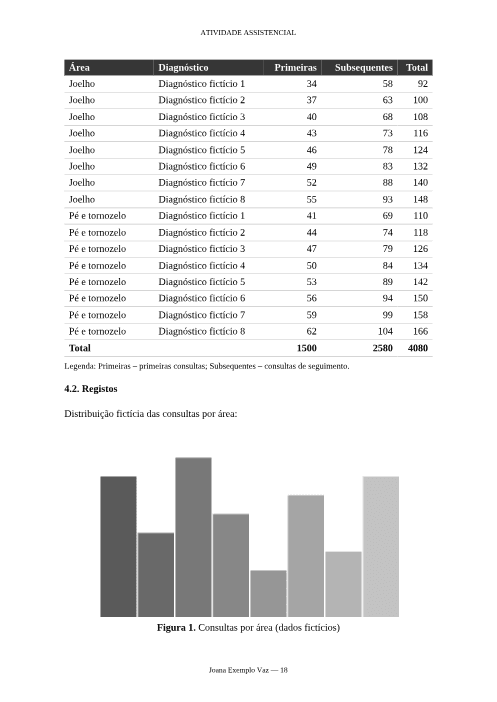 ATIVIDADE ASSISTENCIAL
Área Diagnóstico Primeiras Subsequentes Total
Joelho Diagnóstico fictício 1 34 58 92
Joelho Diagnóstico fictício 2 37 63 100
Joelho Diagnóstico fictício 3 40 68 108
Joelho Diagnóstico fictício 4 43 73 116
Joelho Diagnóstico fictício 5 46 78 124
Joelho Diagnóstico fictício 6 49 83 132
Joelho Diagnóstico fictício 7 52 88 140
Joelho Diagnóstico fictício 8 55 93 148
Pé e tornozelo Diagnóstico fictício 1 41 69 110
Pé e tornozelo Diagnóstico fictício 2 44 74 118
Pé e tornozelo Diagnóstico fictício 3 47 79 126
Pé e tornozelo Diagnóstico fictício 4 50 84 134
Pé e tornozelo Diagnóstico fictício 5 53 89 142
Pé e tornozelo Diagnóstico fictício 6 56 94 150
Pé e tornozelo Diagnóstico fictício 7 59 99 158
Pé e tornozelo Diagnóstico fictício 8 62 104 166
Total 1500 2580 4080
Legenda: Primeiras – primeiras consultas; Subsequentes – consultas de seguimento.
4.2. Registos
Distribuição fictícia das consultas por área:
Figura 1. Consultas por área (dados fictícios)
Joana Exemplo Vaz — 18